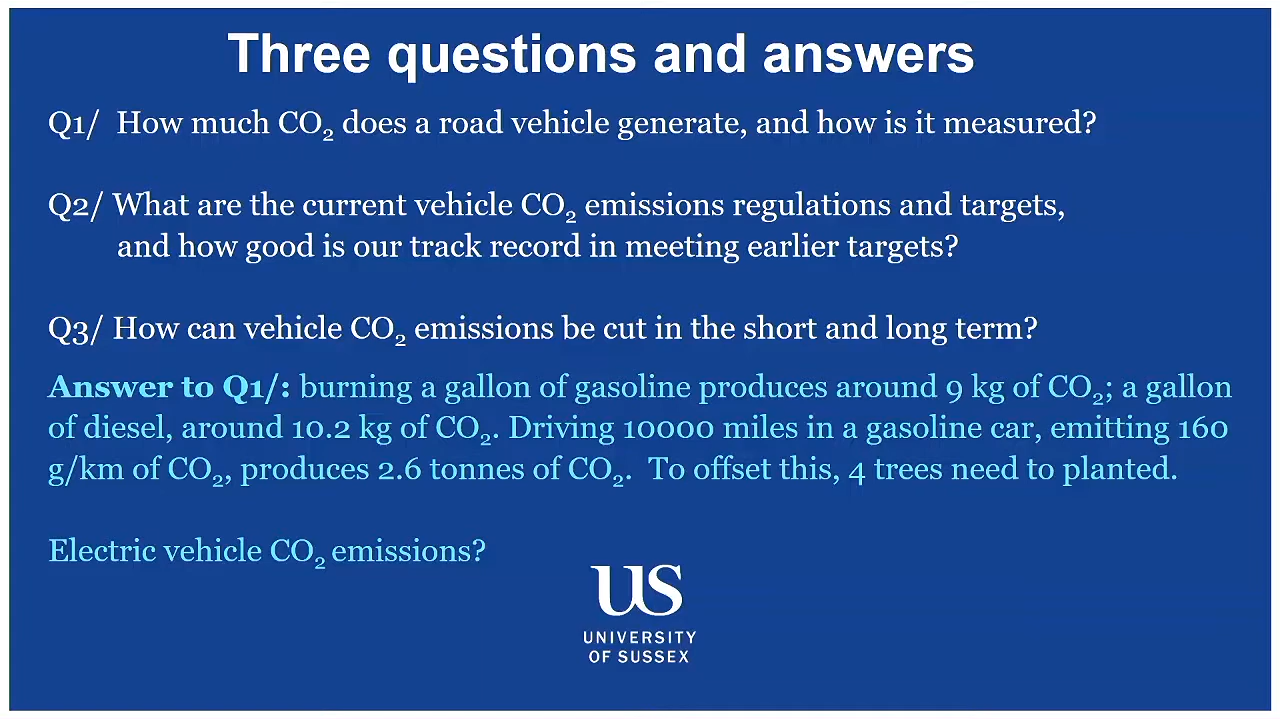 Three questions and answers
Q1/ How much CO₂ does a road vehicle generate, and how is it measured?
Q2/ What are the current vehicle CO₂ emissions regulations and targets,
and how good is our track record in meeting earlier targets?
Q3/ How can vehicle CO₂ emissions be cut in the short and long term?
Answer to Q1/: burning a gallon of gasoline produces around 9 kg of CO₂; a gallon
of diesel, around 10.2 kg of CO₂. Driving 10000 miles in a gasoline car, emitting 160
g/km of CO₂, produces 2.6 tonnes of CO₂. To offset this, 4 trees need to planted.
Electric vehicle CO₂ emissions?
US
UNIVERSITY
OF SUSSEX